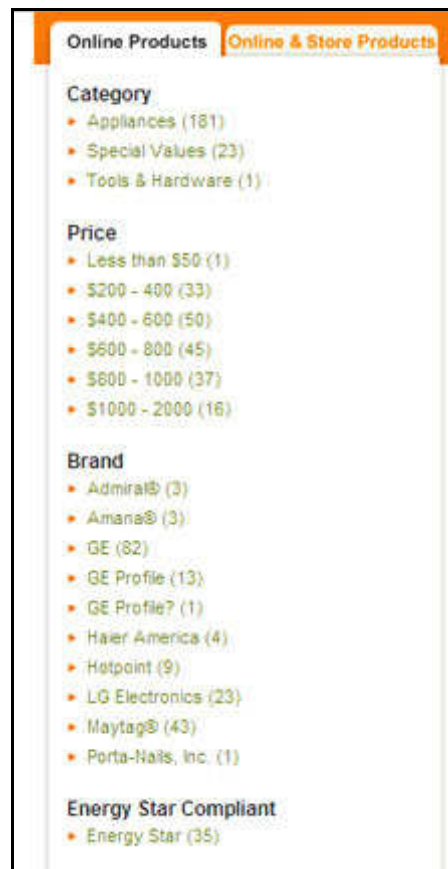 Online Products Online & Store Products
Category
Appliances (181)
Special Values (23)
Tools & Hardware (1)
Price
Less than $50 (1)
$200 - 400 (33)
$400 - 600 (50)
$600 - 800 (45)
$800 - 1000 (37)
$1000 - 2000 (16)
Brand
Admiral® (3)
Amana® (3)
GE (82)
GE Profile (13)
GE Profile? (1)
Haier America (4)
Hotpoint (9)
LG Electronics (23)
Maytag® (43)
Porta-Nails, Inc. (1)
Energy Star Compliant
Energy Star (35)